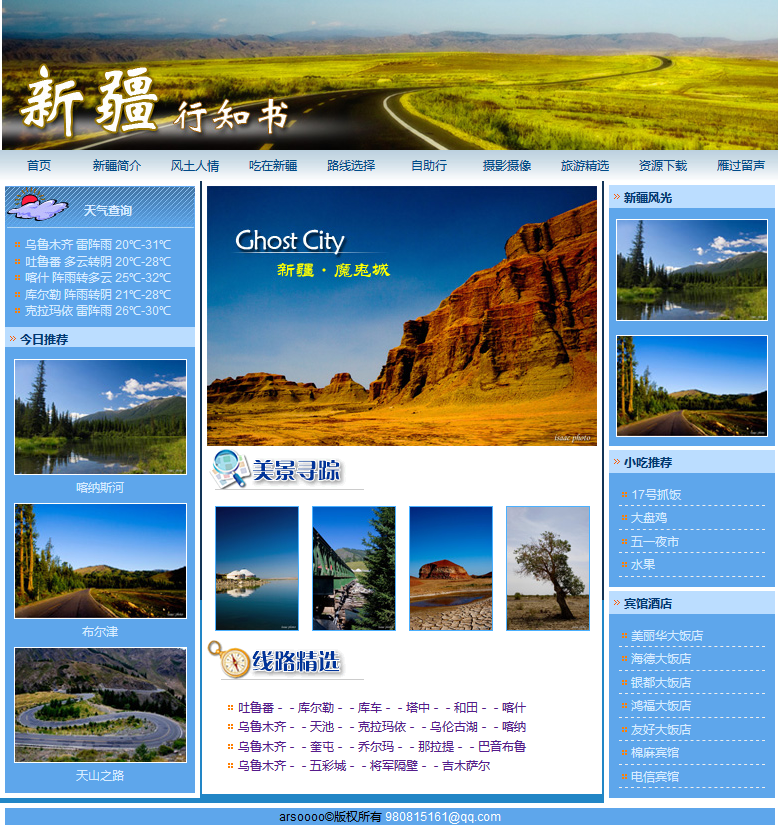 新疆 行知书
首页 新疆简介 风土人情 吃在新疆 路线选择 自助行 摄影摄像 旅游精选 资源下载 雁过留声
天气查询
乌鲁木齐 雷阵雨 20℃-31℃
吐鲁番 多云转阴 20℃-28℃
喀什 阵雨转多云 25℃-32℃
库尔勒 阵雨转阴 21℃-28℃
克拉玛依 雷阵雨 26℃-30℃
今日推荐
喀纳斯河
布尔津
天山之路
Ghost City
新疆·魔鬼城
isaac photo
美景寻踪
线路精选
吐鲁番 - - 库尔勒 - - 库车 - - 塔中 - - 和田 - - 喀什
乌鲁木齐 - - 天池 - - 克拉玛依 - - 乌伦古湖 - - 喀纳
乌鲁木齐 - - 奎屯 - - 乔尔玛 - - 那拉提 - - 巴音布鲁
乌鲁木齐 - - 五彩城 - - 将军隔壁 - - 吉木萨尔
新疆风光
小吃推荐
17号抓饭
大盘鸡
五一夜市
水果
宾馆酒店
美丽华大饭店
海德大饭店
银都大饭店
鸿福大饭店
友好大饭店
棉麻宾馆
电信宾馆
arsoooo©版权所有 980815161@qq.com